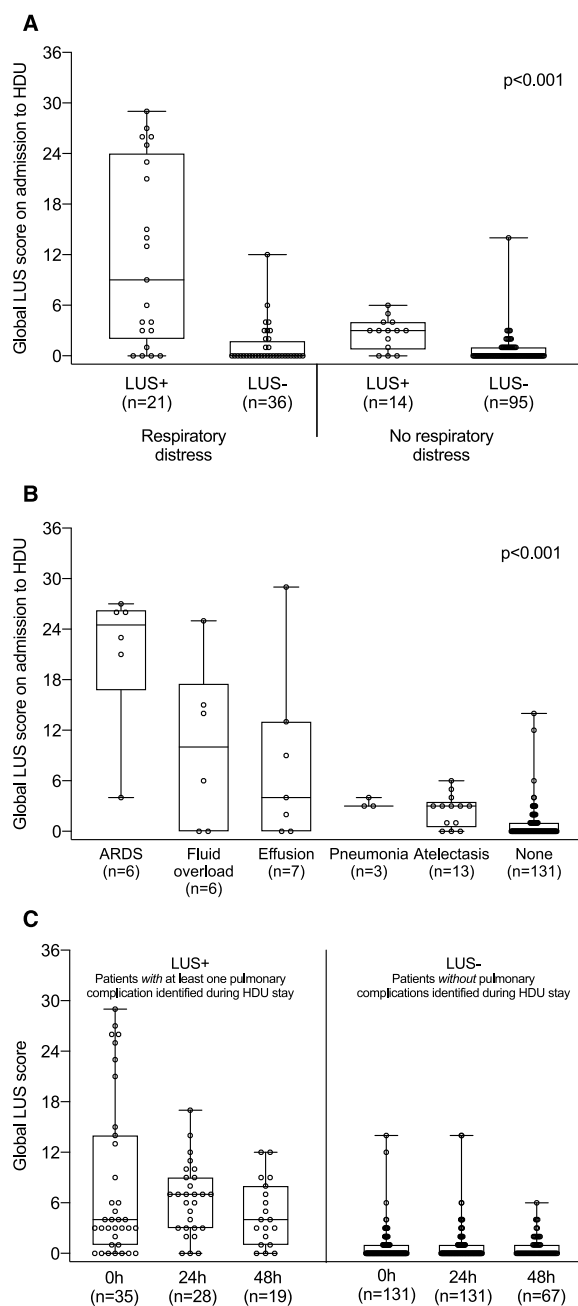 A
Global LUS score on admission to HDU
36
30
24
18
12
6
0
p<0.001
LUS+ LUS- LUS+ LUS-
(n=21) (n=36) (n=14) (n=95)
Respiratory No respiratory
distress distress
B
Global LUS score on admission to HDU
36
30
24
18
12
6
0
p<0.001
ARDS Fluid Effusion Pneumonia Atelectasis None
(n=6) overload (n=7) (n=3) (n=13) (n=131)
(n=6)
C
LUS+ LUS-
Patients with at least one pulmonary Patients without pulmonary
complication identified during HDU stay complications identified during HDU stay
Global LUS score
36
30
24
18
12
6
0
0h 24h 48h 0h 24h 48h
(n=35) (n=28) (n=19) (n=131) (n=131) (n=67)